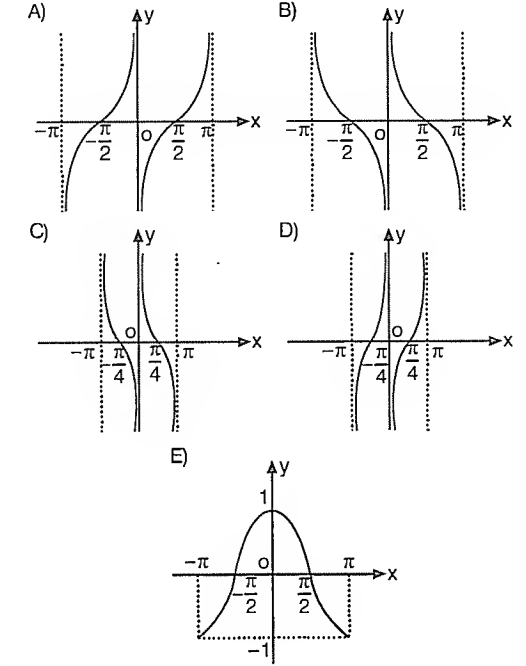 A) y B) y
-π -π/2 o π/2 π x -π -π/2 o π/2 π x
C) y D) y
-π -π/4 o π/4 π x -π -π/4 o π/4 π x
E) y
1
-π o π x
-π/2 π/2
-1